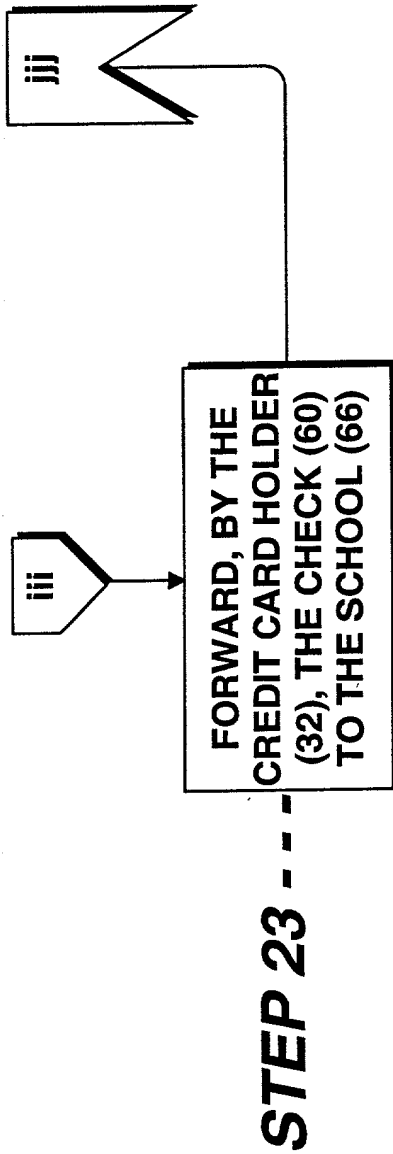 iii
jjj
STEP 23 - - -
FORWARD, BY THE
CREDIT CARD HOLDER
(32), THE CHECK (60)
TO THE SCHOOL (66)